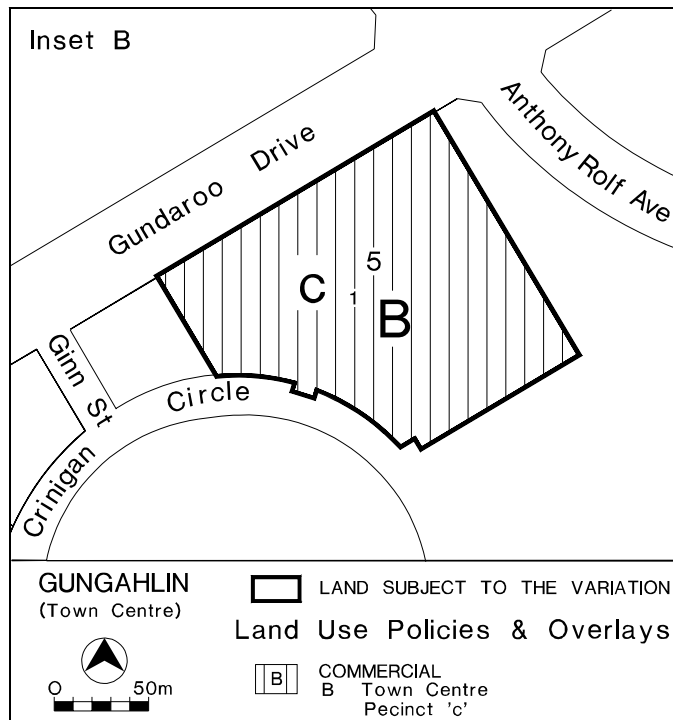 Inset B
Gundaroo Drive
Anthony Rolf Ave
5
C
1
B
Ginn St
Circle
Crinigan
GUNGAHLIN
(Town Centre)
0 50m
LAND SUBJECT TO THE VARIATION
Land Use Policies & Overlays
B
COMMERCIAL
B Town Centre
Pecinct 'c'